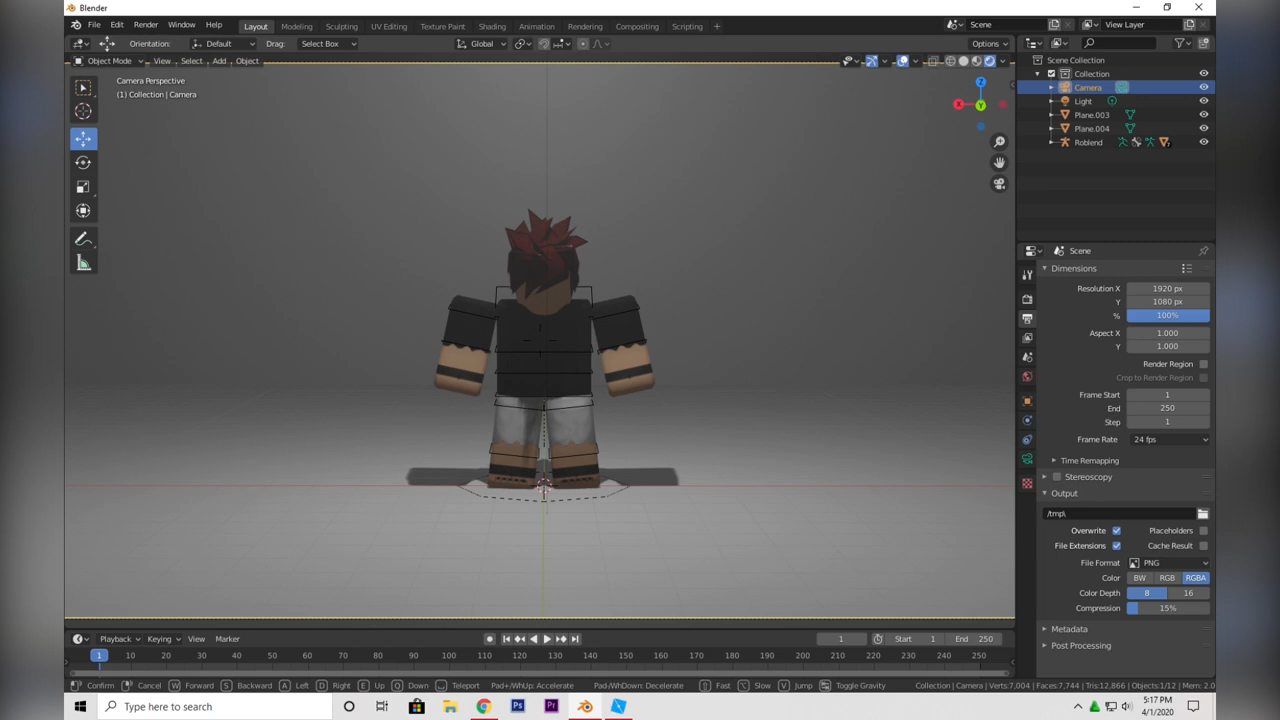 Blender
File Edit Render Window Help Layout Modeling Sculpting UV Editing Texture Paint Shading Animation Rendering Compositing Scripting + Scene View Layer
Orientation: Default Drag: Select Box Global Options
Object Mode View Select Add Object
Camera Perspective
(1) Collection | Camera
Z
X
Y
Scene Collection
Collection
Camera
Light
Plane.003
Plane.004
Roblend
Scene
Dimensions
Resolution X 1920 px
Y 1080 px
% 100%
Aspect X 1.000
Y 1.000
Render Region
Crop to Render Region
Frame Start 1
End 250
Step 1
Frame Rate 24 fps
Time Remapping
Stereoscopy
Output
/tmp\
Overwrite Placeholders
File Extensions Cache Result
File Format PNG
Color BW RGB RGBA
Color Depth 8 16
Compression 15%
Metadata
Post Processing
Playback Keying View Marker 1 Start 1 End 250
1 10 20 30 40 50 60 70 80 90 100 110 120 130 140 150 160 170 180 190 200 210 220 230 240 250
Confirm Cancel W Forward S Backward A Left D Right E Up Q Down Teleport Pad+/WhUp: Accelerate Pad-/WhDown: Decelerate Fast Slow V Jump Toggle Gravity Collection | Camera | Verts:7,004 | Faces:7,744 | Tris:12,866 | Objects:1/12 | Mem: 2.0
Type here to search
Ps Pr
5:17 PM
4/1/2020